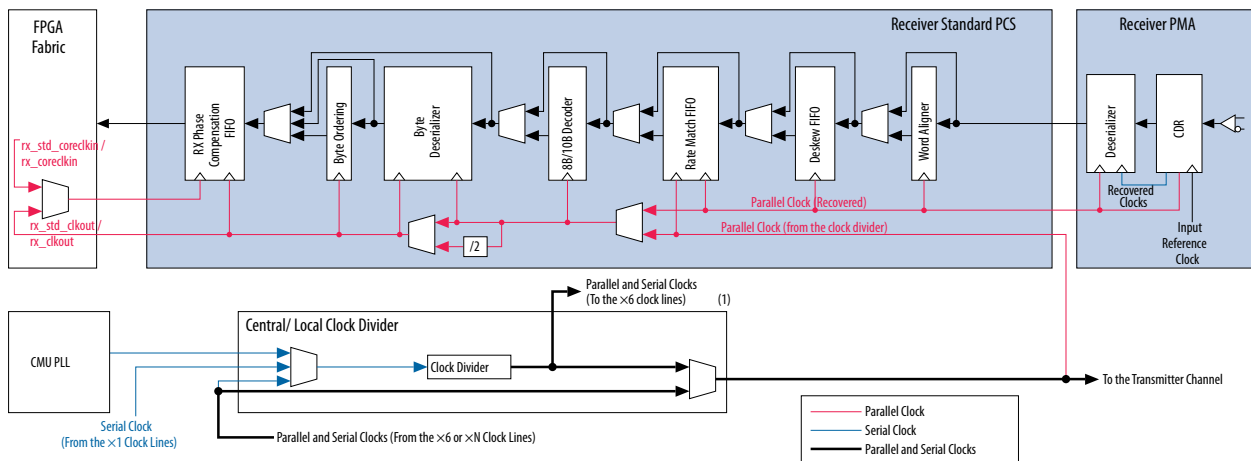 FPGA
Fabric
Receiver Standard PCS
Receiver PMA
RX Phase
Compensation
FIFO
Byte Ordering
Byte
Deserializer
8B/10B Decoder
Rate Match FIFO
Deskew FIFO
Word Aligner
Deserializer
CDR
rx_std_coreclkin /
rx_coreclkin
rx_std_clkout /
rx_clkout
/2
Parallel Clock (Recovered)
Parallel Clock (from the clock divider)
Recovered
Clocks
Input
Reference
Clock
Parallel and Serial Clocks
(To the ×6 clock lines)
(1)
Central/ Local Clock Divider
CMU PLL
Clock Divider
To the Transmitter Channel
Serial Clock
(From the ×1 Clock Lines)
Parallel and Serial Clocks (From the ×6 or ×N Clock Lines)
Parallel Clock
Serial Clock
Parallel and Serial Clocks